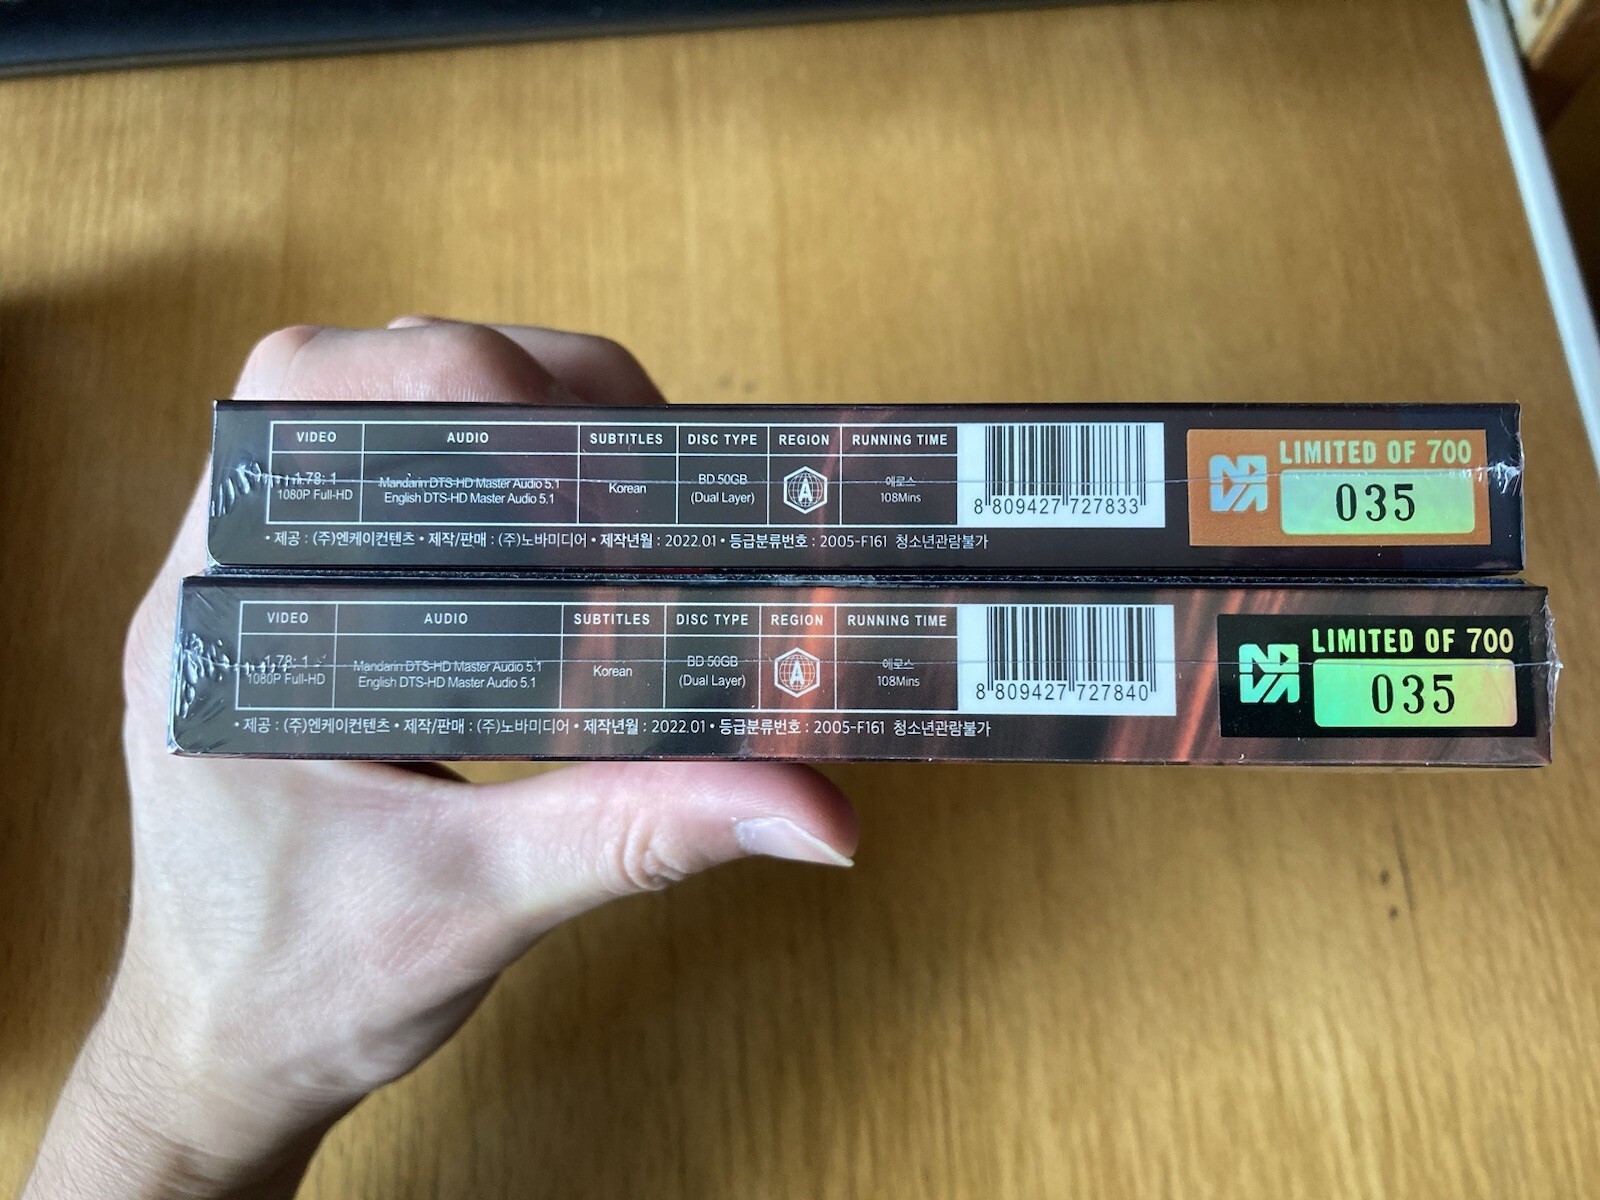 VIDEO AUDIO SUBTITLES DISC TYPE REGION RUNNING TIME
1.78: 1 Mandarin DTS-HD Master Audio 5.1 BD 50GB 에로스
1080P Full-HD English DTS-HD Master Audio 5.1 Korean (Dual Layer) A 108Mins
8 809427 727833
• 제공 : (주)엔케이컨텐츠 • 제작/판매 : (주)노바미디어 • 제작년월 : 2022.01 • 등급분류번호 : 2005-F161 청소년관람불가
NOVA LIMITED OF 700
035
VIDEO AUDIO SUBTITLES DISC TYPE REGION RUNNING TIME
1.78: 1 Mandarin DTS-HD Master Audio 5.1 BD 50GB 에로스
1080P Full-HD English DTS-HD Master Audio 5.1 Korean (Dual Layer) A 108Mins
8 809427 727840
• 제공 : (주)엔케이컨텐츠 • 제작/판매 : (주)노바미디어 • 제작년월 : 2022.01 • 등급분류번호 : 2005-F161 청소년관람불가
NOVA LIMITED OF 700
035